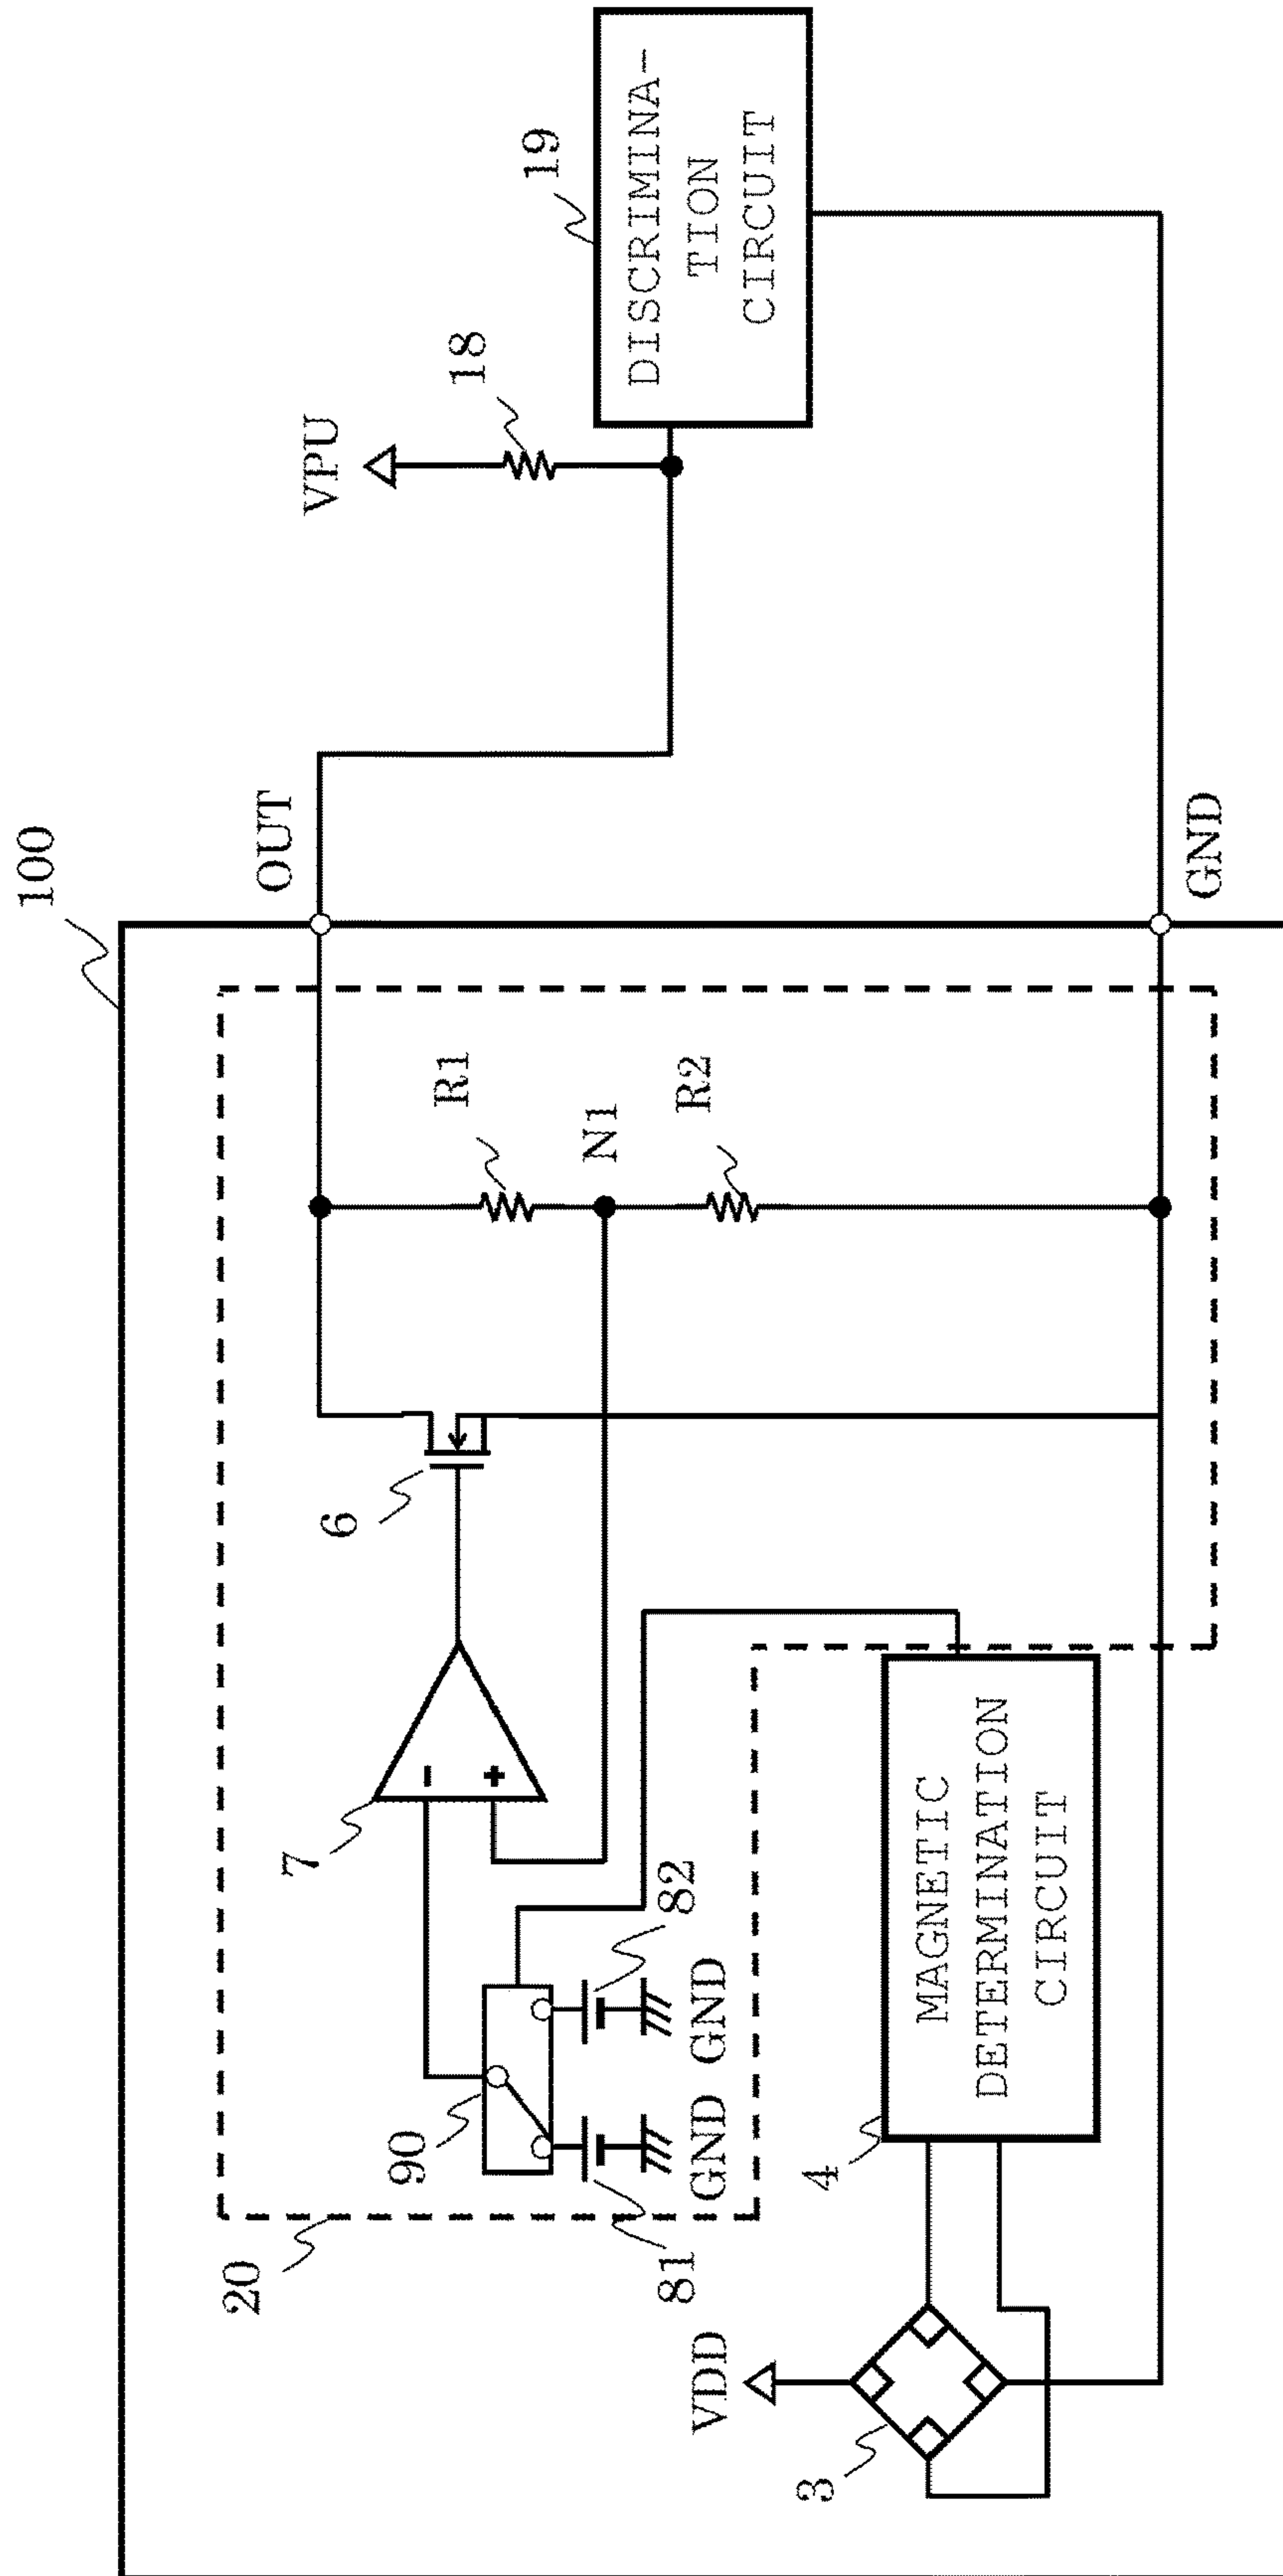 100
OUT
VPU
18
19
DISCRIMINA-
TION
CIRCUIT
20
90
7
6
R1
N1
R2
81
82
GND
GND
VDD
3
4
MAGNETIC
DETERMINATION
CIRCUIT
GND